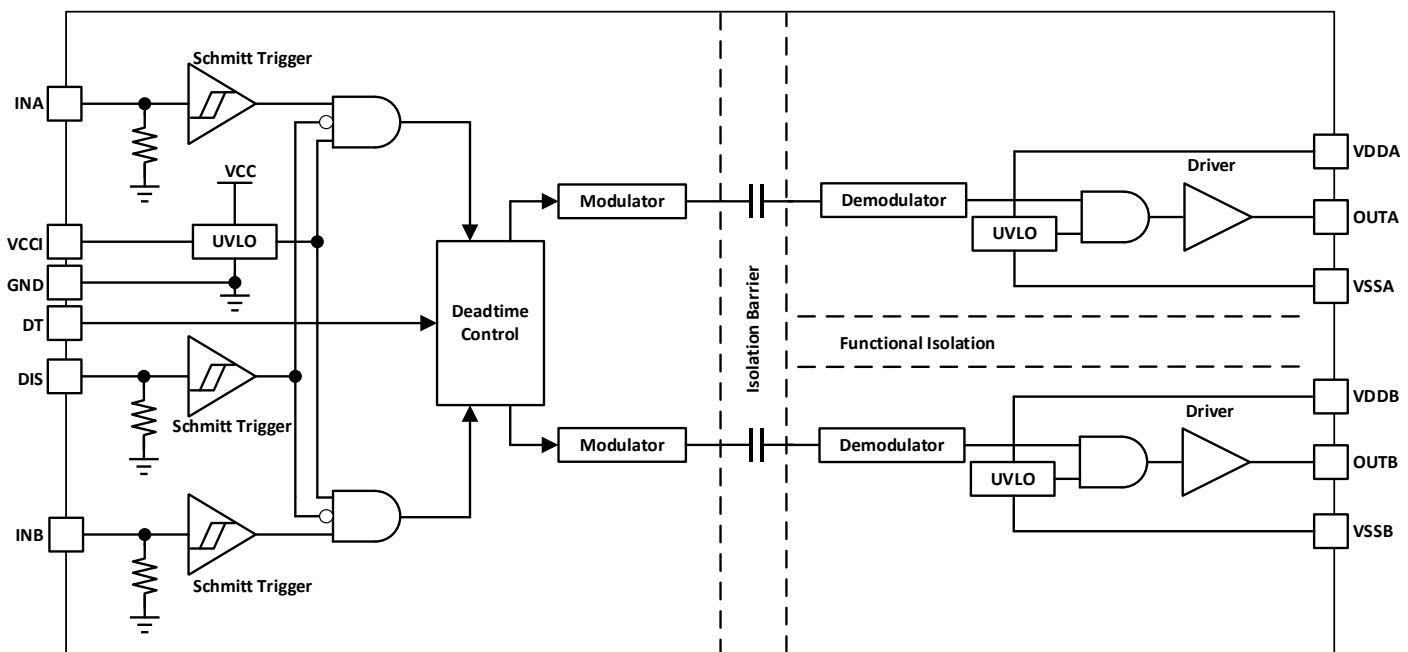 Schmitt Trigger
INA
VCC
VCCI
UVLO
GND
DT
DIS
Schmitt Trigger
INB
Schmitt Trigger
Deadtime
Control
Modulator
Modulator
Isolation Barrier
Demodulator
UVLO
Driver
VDDA
OUTA
VSSA
Functional Isolation
Demodulator
UVLO
Driver
VDDB
OUTB
VSSB